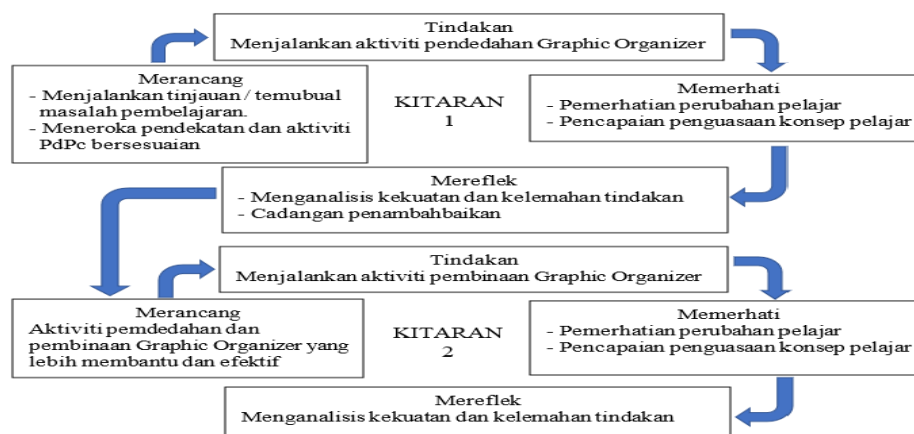 Tindakan
Menjalankan aktiviti pendedahan Graphic Organizer
Merancang
- Menjalankan tinjauan / temubual
masalah pembelajaran.
- Meneroka pendekatan dan aktiviti
PdPc bersesuaian
KITARAN
1
Memerhati
- Pemerhatian perubahan pelajar
- Pencapaian penguasaan konsep pelajar
Mereflek
- Menganalisis kekuatan dan kelemahan tindakan
- Cadangan penambahbaikan
Tindakan
Menjalankan aktiviti pembinaan Graphic Organizer
Merancang
Aktiviti pemdedahan dan
pembinaan Graphic Organizer yang
lebih membantu dan efektif
KITARAN
2
Memerhati
- Pemerhatian perubahan pelajar
- Pencapaian penguasaan konsep pelajar
Mereflek
Menganalisis kekuatan dan kelemahan tindakan